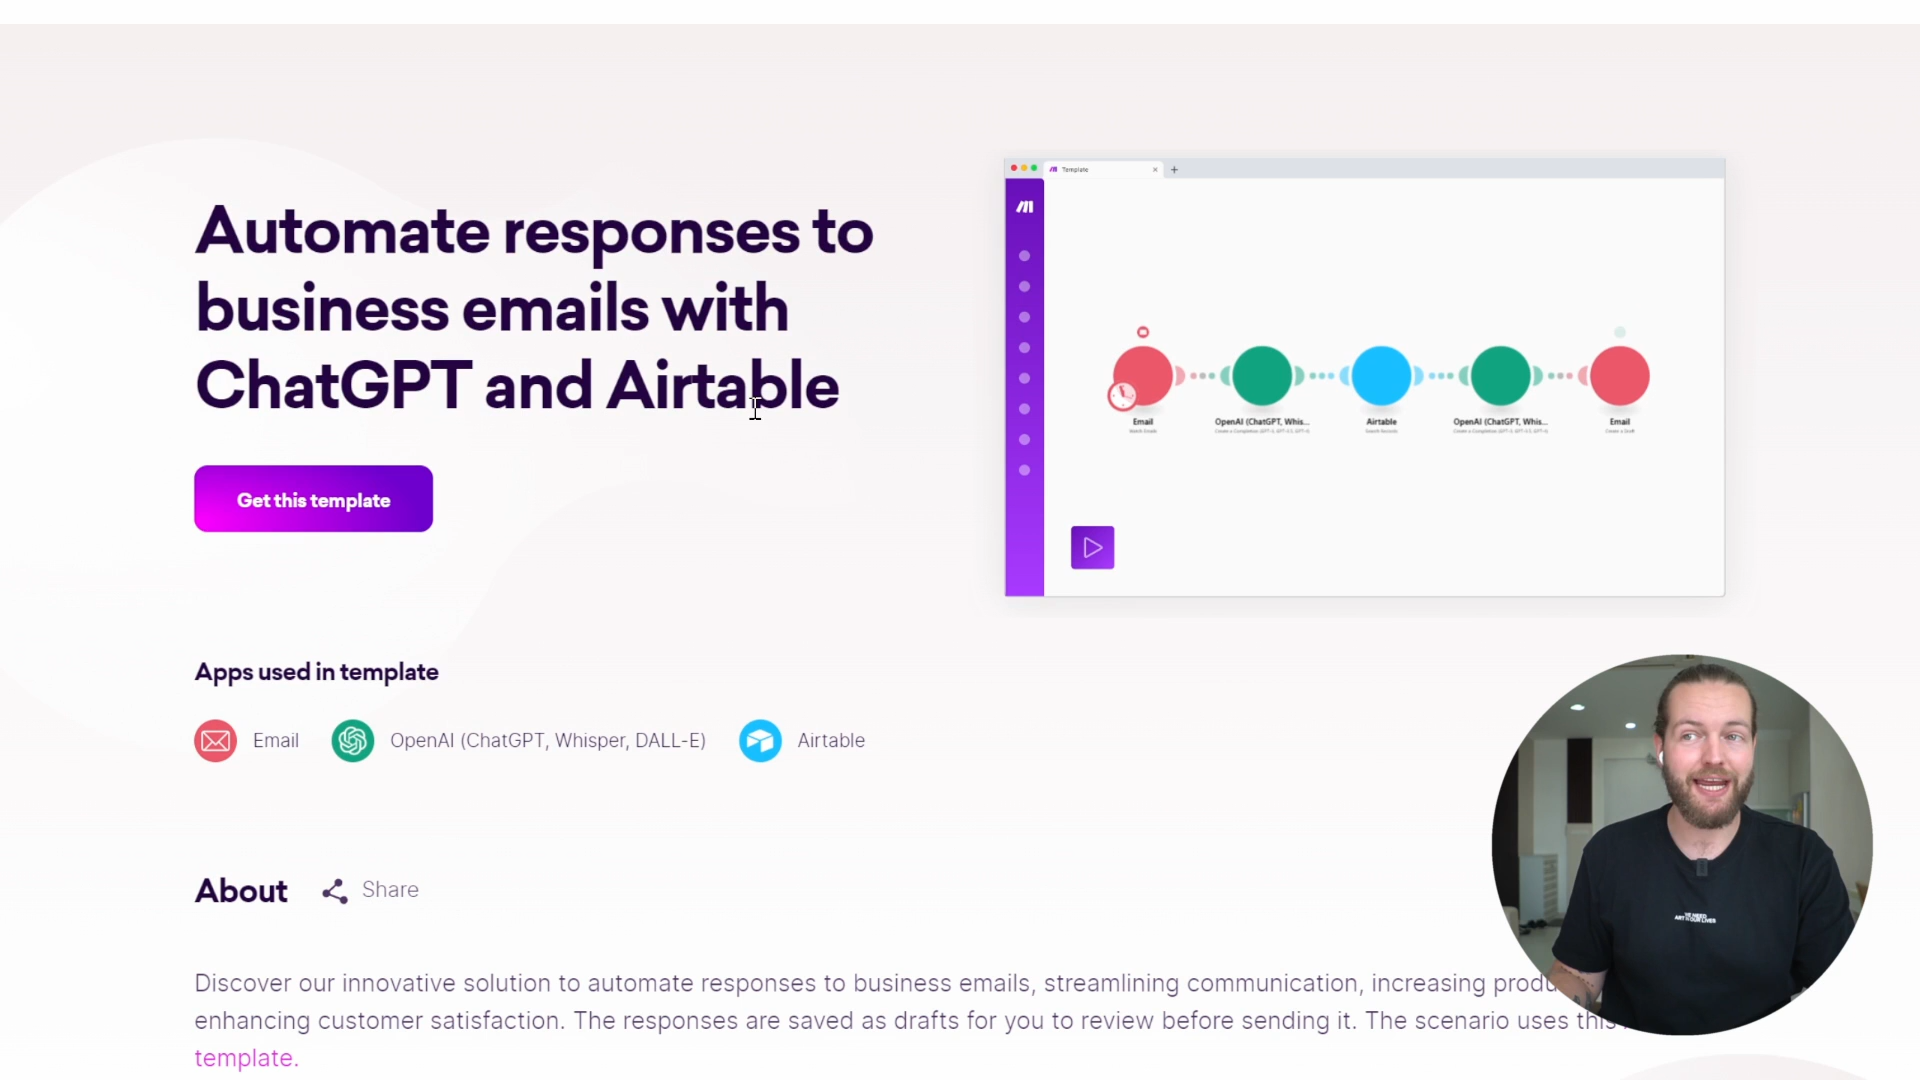 Template
Automate responses to
business emails with
ChatGPT and Airtable
Get this template
Email
OpenAI (ChatGPT, Whis...
Airtable
OpenAI (ChatGPT, Whis...
Email
Apps used in template
Email
OpenAI (ChatGPT, Whisper, DALL-E)
Airtable
About
Share
Discover our innovative solution to automate responses to business emails, streamlining communication, increasing produ
enhancing customer satisfaction. The responses are saved as drafts for you to review before sending it. The scenario uses this
template.